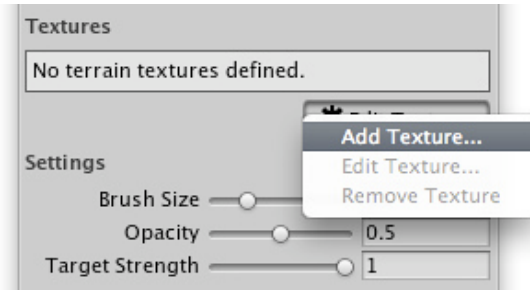 Textures
No terrain textures defined.
Add Texture...
Edit Texture...
Remove Texture
Settings
Brush Size
Opacity 0.5
Target Strength 1